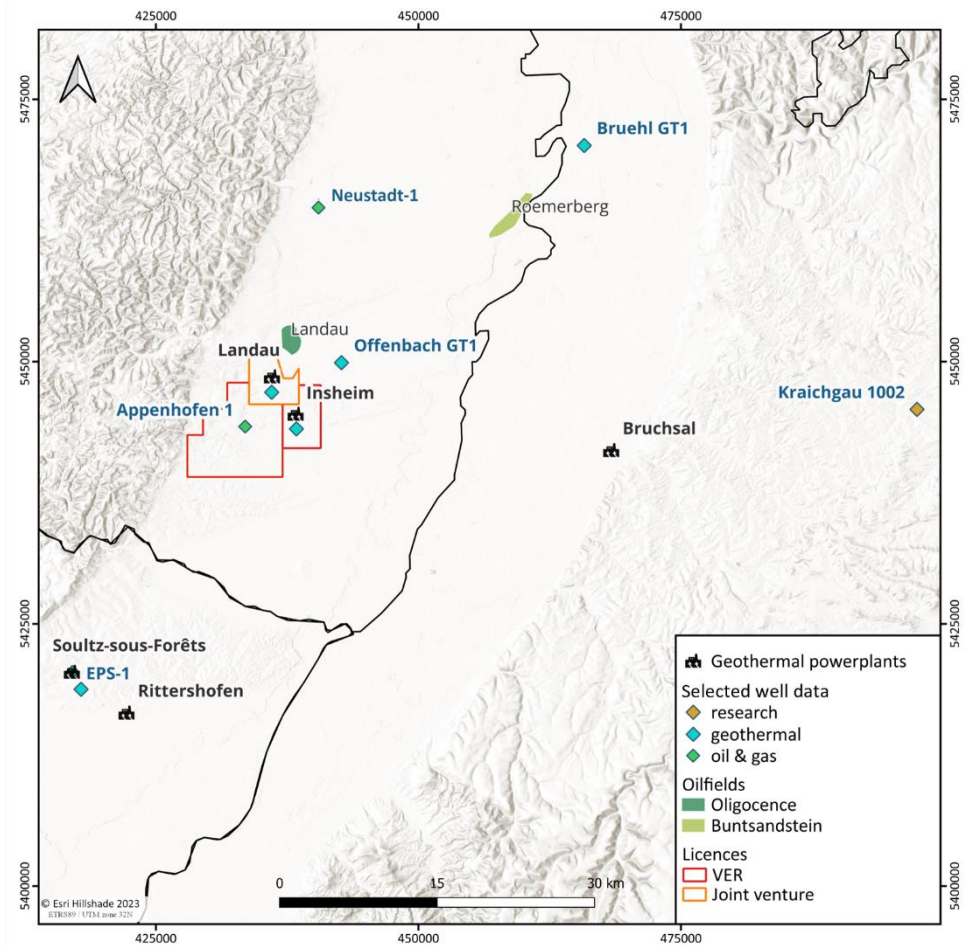 425000
450000
475000
5475000
5475000
Bruehl GT1
Neustadt-1
Roemerberg
Landau
Offenbach GT1
Landau
5450000
5450000
Insheim
Appenhofen 1
Kraichgau 1002
Bruchsal
5425000
5425000
Soultz-sous-Forêts
EPS-1
Rittershofen
Geothermal powerplants
Selected well data
research
geothermal
oil & gas
Oilfields
Oligocence
Buntsandstein
Licences
VER
Joint venture
0
15
30 km
5400000
5400000
© Esri Hillshade 2023
ETRS89 / UTM zone 32N
425000
450000
475000